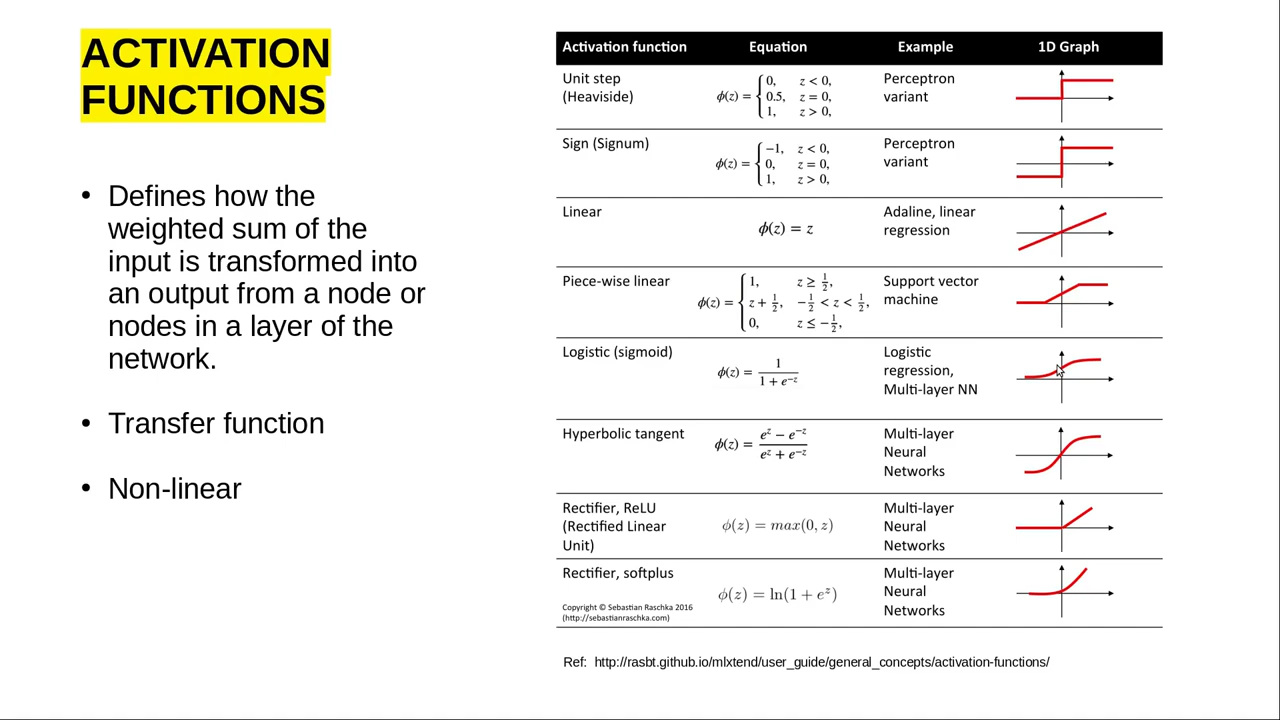 ACTIVATION
FUNCTIONS
• Defines how the
weighted sum of the
input is transformed into
an output from a node or
nodes in a layer of the
network.
• Transfer function
• Non-linear
Activation function Equation Example 1D Graph
Unit step
(Heaviside)
ϕ(z) = { 0, z < 0,
0.5, z = 0,
1, z > 0,
Perceptron
variant
Sign (Signum)
ϕ(z) = { −1, z < 0,
0, z = 0,
1, z > 0,
Perceptron
variant
Linear
ϕ(z) = z
Adaline, linear
regression
Piece-wise linear
ϕ(z) = { 1, z ≥ 1/2,
z + 1/2, −1/2 < z < 1/2,
0, z ≤ −1/2,
Support vector
machine
Logistic (sigmoid)
ϕ(z) = 1 / (1 + e^−z)
Logistic
regression,
Multi-layer NN
Hyperbolic tangent
ϕ(z) = (e^z − e^−z) / (e^z + e^−z)
Multi-layer
Neural
Networks
Rectifier, ReLU
(Rectified Linear
Unit)
ϕ(z) = max(0, z)
Multi-layer
Neural
Networks
Rectifier, softplus
ϕ(z) = ln(1 + e^z)
Multi-layer
Neural
Networks
Copyright © Sebastian Raschka 2016
(http://sebastianraschka.com)
Ref: http://rasbt.github.io/mlxtend/user_guide/general_concepts/activation-functions/